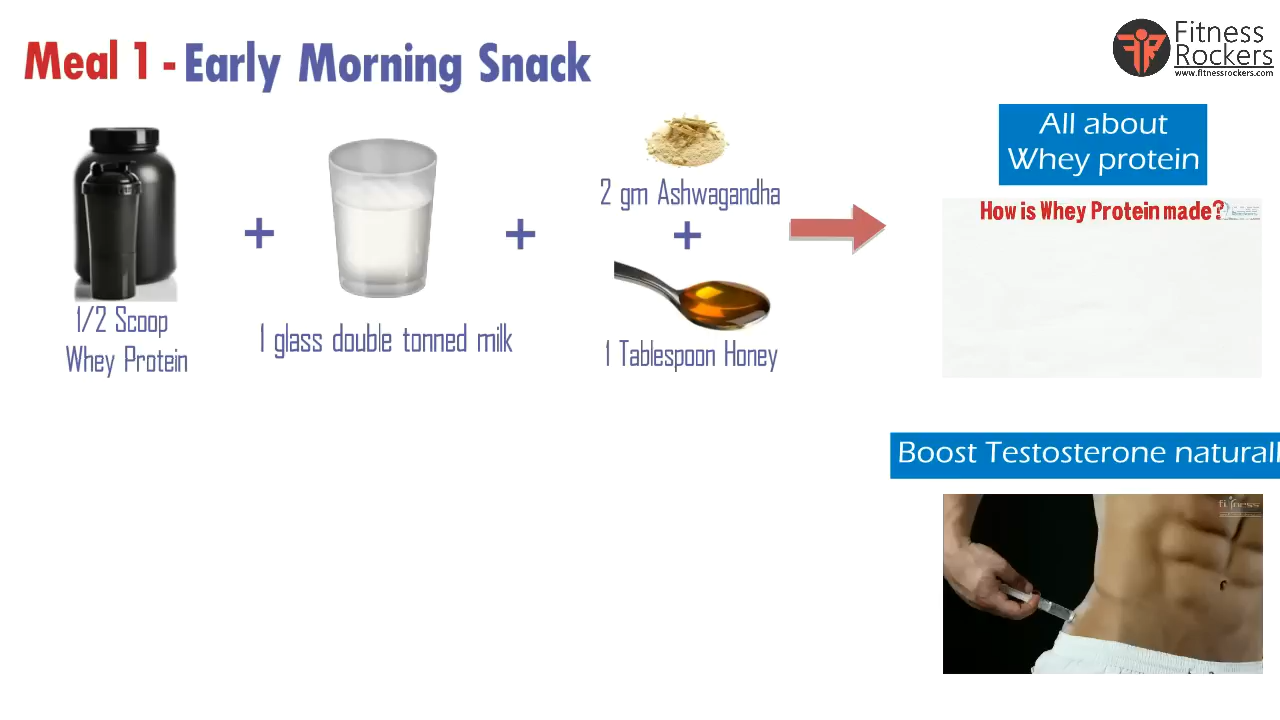 Meal 1 - Early Morning Snack
Fitness
Rockers
www.fitnessrockers.com
1/2 Scoop
Whey Protein
+
1 glass double tonned milk
+
2 gm Ashwagandha
+
1 Tablespoon Honey
All about
Whey protein
How is Whey Protein made?
Boost Testosterone naturall
fitness